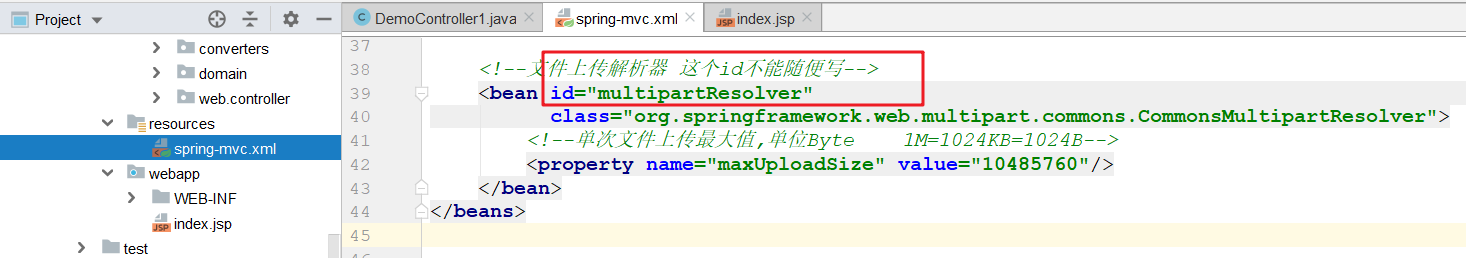 Project
DemoController1.java
spring-mvc.xml
index.jsp
converters
domain
web.controller
resources
spring-mvc.xml
webapp
WEB-INF
index.jsp
test
37
38 <!--文件上传解析器 这个id不能随便写-->
39 <bean id="multipartResolver"
40 class="org.springframework.web.multipart.commons.CommonsMultipartResolver">
41 <!--单次文件上传最大值,单位Byte 1M=1024KB=1024B-->
42 <property name="maxUploadSize" value="10485760"/>
43 </bean>
44 </beans>
45